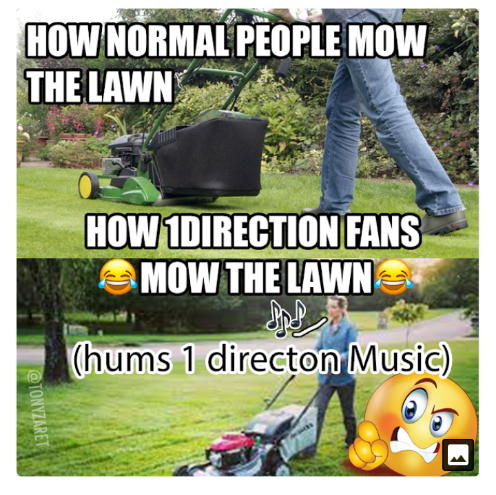 HOW NORMAL PEOPLE MOW
THE LAWN
HOW 1DIRECTION FANS
😂MOW THE LAWN😂
(hums 1 directon Music)
@TONYZARET